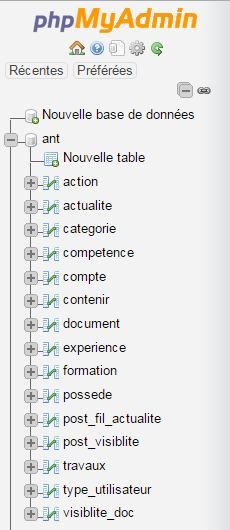 phpMyAdmin
Récentes Préférées
Nouvelle base de données
ant
Nouvelle table
action
actualite
categorie
competence
compte
contenir
document
experience
formation
possede
post_fil_actualite
post_visiblite
travaux
type_utilisateur
visiblite_doc